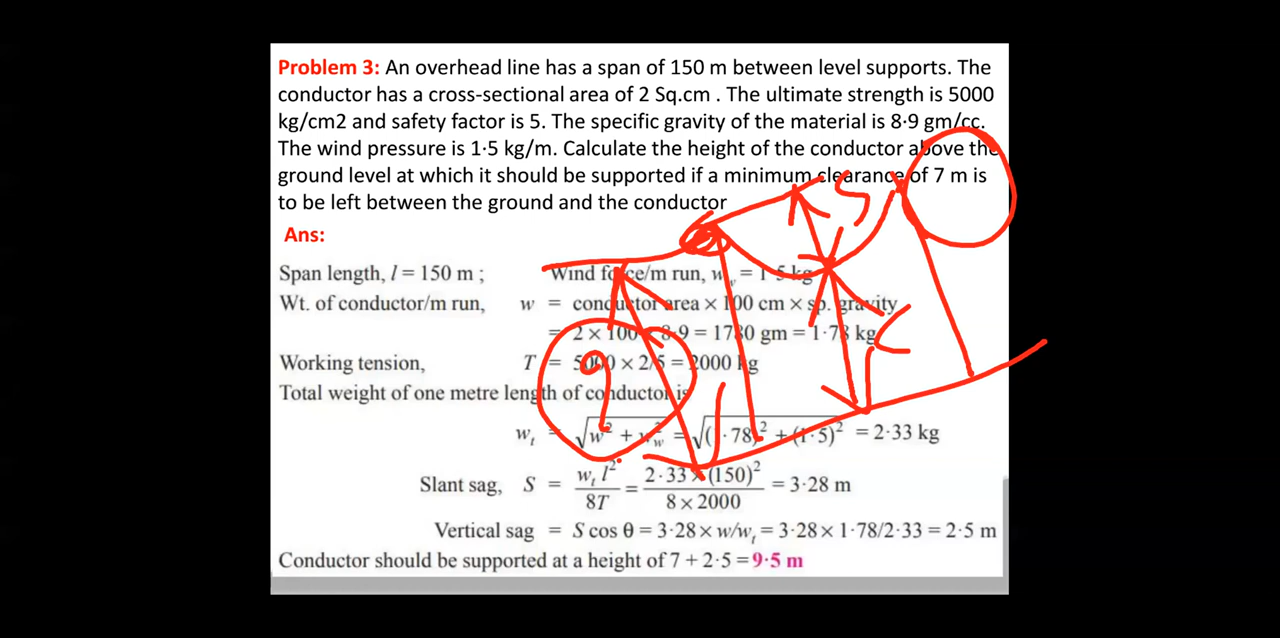 Problem 3: An overhead line has a span of 150 m between level supports. The
conductor has a cross-sectional area of 2 Sq.cm . The ultimate strength is 5000
kg/cm2 and safety factor is 5. The specific gravity of the material is 8·9 gm/cc.
The wind pressure is 1·5 kg/m. Calculate the height of the conductor above the
ground level at which it should be supported if a minimum clearance of 7 m is
to be left between the ground and the conductor
Ans:
Span length, l = 150 m ; Wind force/m run, w_w = 1·5 kg
Wt. of conductor/m run, w = conductor area × 100 cm × sp. gravity
= 2 × 100 × 8·9 = 1780 gm = 1·78 kg
Working tension, T = 5000 × 2/5 = 2000 kg
Total weight of one metre length of conductor is
w_t = √(w² + w_w²) = √((1·78)² + (1·5)²) = 2·33 kg
Slant sag, S = w_t l²/8T = 2·33 × (150)²/8 × 2000 = 3·28 m
Vertical sag = S cos θ = 3·28 × w/w_t = 3·28 × 1·78/2·33 = 2·5 m
Conductor should be supported at a height of 7 + 2·5 = 9·5 m
S